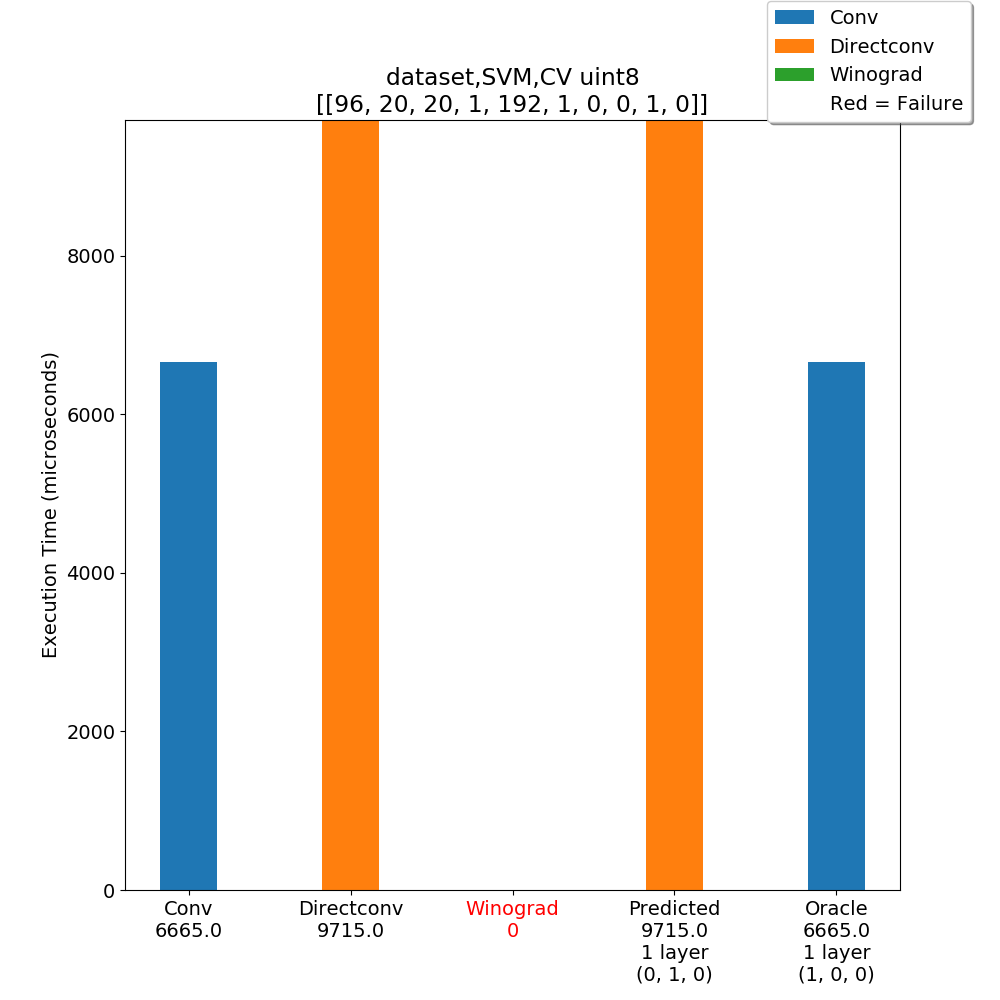 Conv
Directconv
Winograd
Red = Failure
dataset,SVM,CV uint8
[[96, 20, 20, 1, 192, 1, 0, 0, 1, 0]]
Execution Time (microseconds)
8000
6000
4000
2000
0
Conv
6665.0
Directconv
9715.0
Winograd
0
Predicted
9715.0
1 layer
(0, 1, 0)
Oracle
6665.0
1 layer
(1, 0, 0)